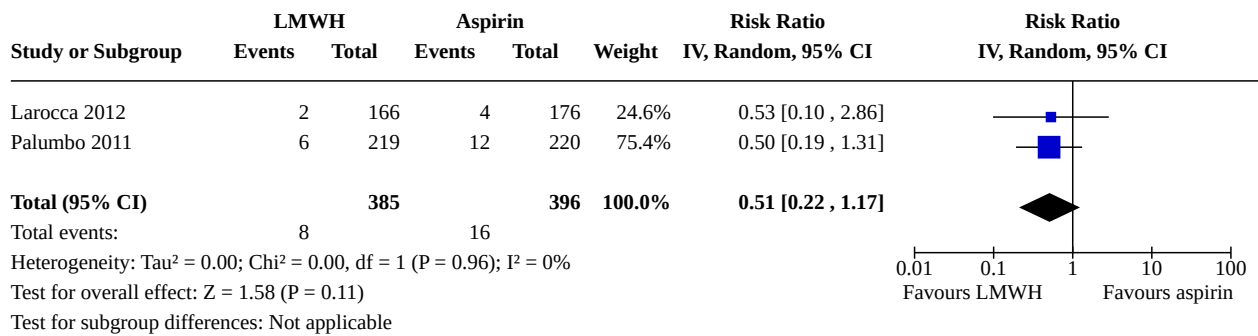 LMWH Aspirin Risk Ratio Risk Ratio
Study or Subgroup Events Total Events Total Weight IV, Random, 95% CI IV, Random, 95% CI
Larocca 2012 2 166 4 176 24.6% 0.53 [0.10 , 2.86]
Palumbo 2011 6 219 12 220 75.4% 0.50 [0.19 , 1.31]
Total (95% CI) 385 396 100.0% 0.51 [0.22 , 1.17]
Total events: 8 16
Heterogeneity: Tau² = 0.00; Chi² = 0.00, df = 1 (P = 0.96); I² = 0%
0.01 0.1 1 10 100
Test for overall effect: Z = 1.58 (P = 0.11)
Favours LMWH Favours aspirin
Test for subgroup differences: Not applicable